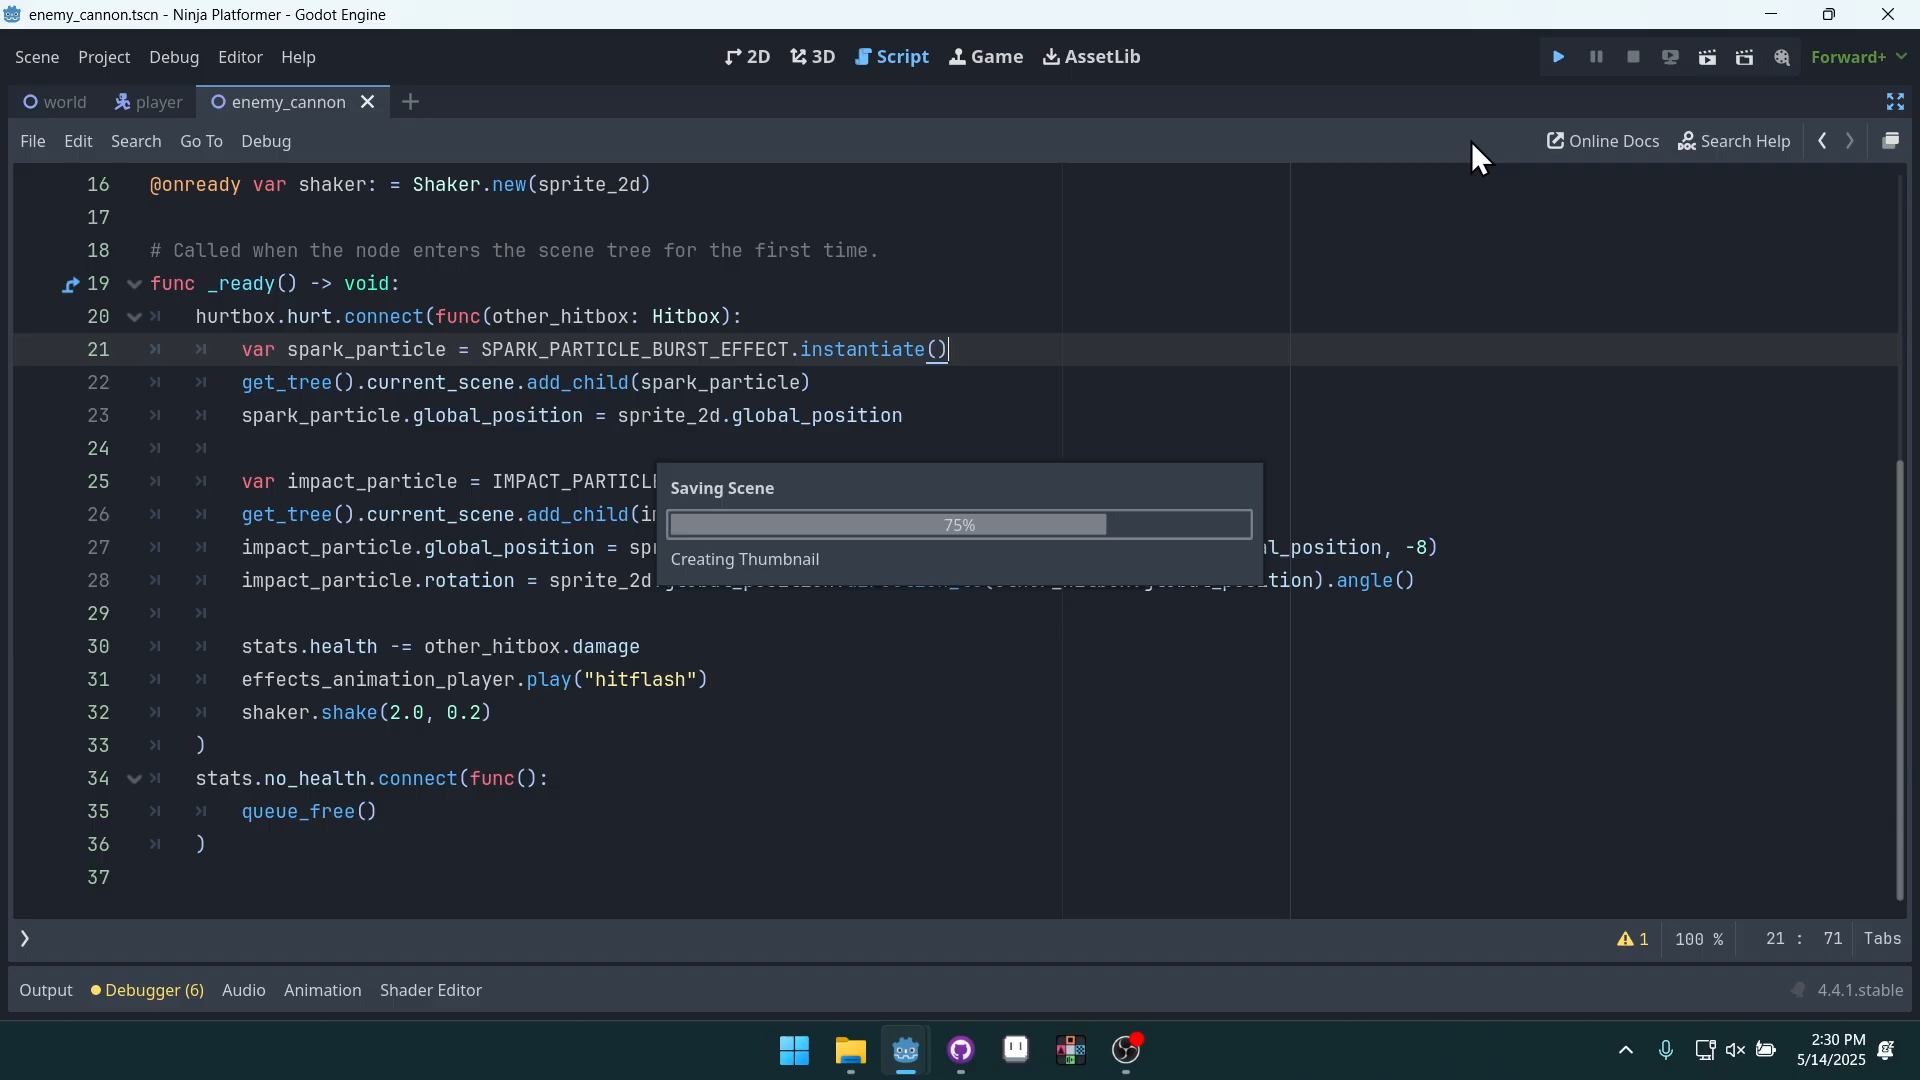 enemy_cannon.tscn - Ninja Platformer - Godot Engine
Scene Project Debug Editor Help 2D 3D Script Game AssetLib Forward+
world player enemy_cannon
File Edit Search Go To Debug Online Docs Search Help
16 @onready var shaker: = Shaker.new(sprite_2d)
17
18 # Called when the node enters the scene tree for the first time.
19 func _ready() -> void:
20 hurtbox.hurt.connect(func(other_hitbox: Hitbox):
21 var spark_particle = SPARK_PARTICLE_BURST_EFFECT.instantiate()
22 get_tree().current_scene.add_child(spark_particle)
23 spark_particle.global_position = sprite_2d.global_position
24
25 var impact_particle = IMPACT_PARTICLE
Saving Scene
26 get_tree().current_scene.add_child(
75%
27 impact_particle.global_position = sp l_position, -8)
Creating Thumbnail
28 impact_particle.rotation = sprite_2d tion).angle()
29
30 stats.health -= other_hitbox.damage
31 effects_animation_player.play("hitflash")
32 shaker.shake(2.0, 0.2)
33 )
34 stats.no_health.connect(func():
35 queue_free()
36 )
37
1 100 % 21 : 71 Tabs
Output Debugger (6) Audio Animation Shader Editor 4.4.1.stable
2:30 PM
5/14/2025